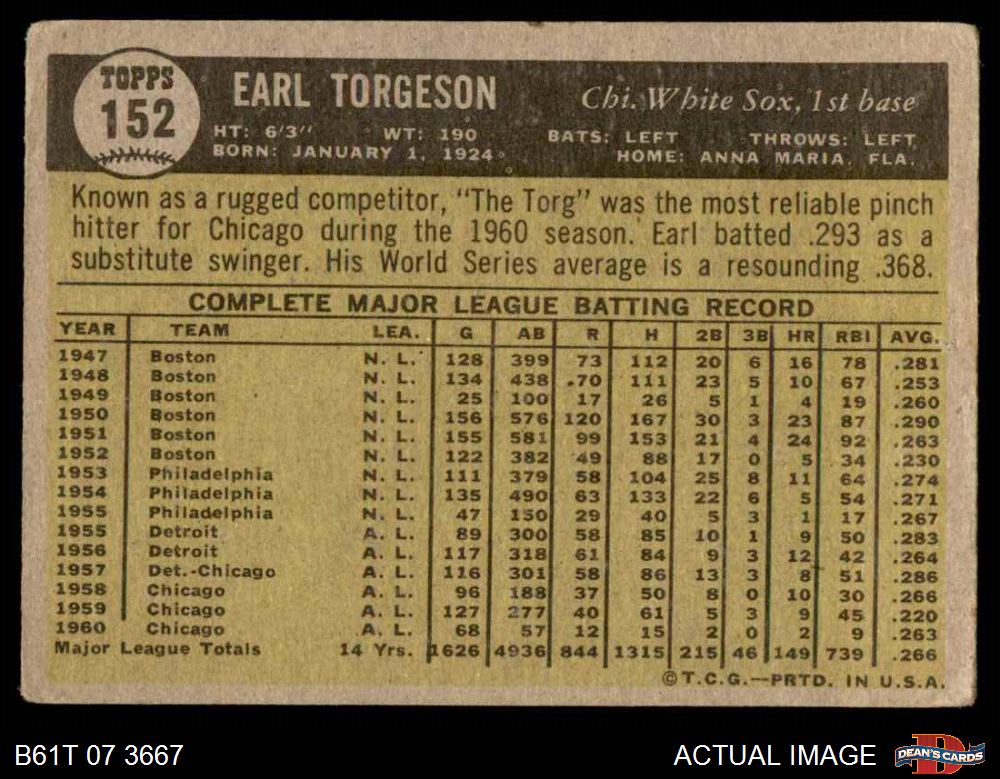 TOPPS
152
EARL TORGESON
Chi. White Sox, 1st base
HT: 6'3" WT: 190 BATS: LEFT THROWS: LEFT
BORN: JANUARY 1, 1924 HOME: ANNA MARIA, FLA.
Known as a rugged competitor, "The Torg" was the most reliable pinch
hitter for Chicago during the 1960 season. Earl batted .293 as a
substitute swinger. His World Series average is a resounding .368.
COMPLETE MAJOR LEAGUE BATTING RECORD
YEAR TEAM LEA. G AB R H 2B 3B HR RBI AVG.
1947 Boston N. L. 128 399 73 112 20 6 16 78 .281
1948 Boston N. L. 134 438 70 111 23 5 10 67 .253
1949 Boston N. L. 25 100 17 26 5 1 4 19 .260
1950 Boston N. L. 156 576 120 167 30 3 23 87 .290
1951 Boston N. L. 155 581 99 153 21 4 24 92 .263
1952 Boston N. L. 122 382 49 88 17 0 5 34 .230
1953 Philadelphia N. L. 111 379 58 104 25 8 11 64 .274
1954 Philadelphia N. L. 135 490 63 133 22 6 5 54 .271
1955 Philadelphia N. L. 47 150 29 40 5 3 1 17 .267
1955 Detroit A. L. 89 300 58 85 10 1 9 50 .283
1956 Detroit A. L. 117 318 61 84 9 3 12 42 .264
1957 Det.-Chicago A. L. 116 301 58 86 13 3 8 51 .286
1958 Chicago A. L. 96 188 37 50 8 0 10 30 .266
1959 Chicago A. L. 127 277 40 61 5 3 9 45 .220
1960 Chicago A. L. 68 57 12 15 2 0 2 9 .263
Major League Totals 14 Yrs. 1626 4936 844 1315 215 46 149 739 .266
©T.C.G.—PRTD. IN U.S.A.
B61T 07 3667
ACTUAL IMAGE
D
DEAN'S CARDS